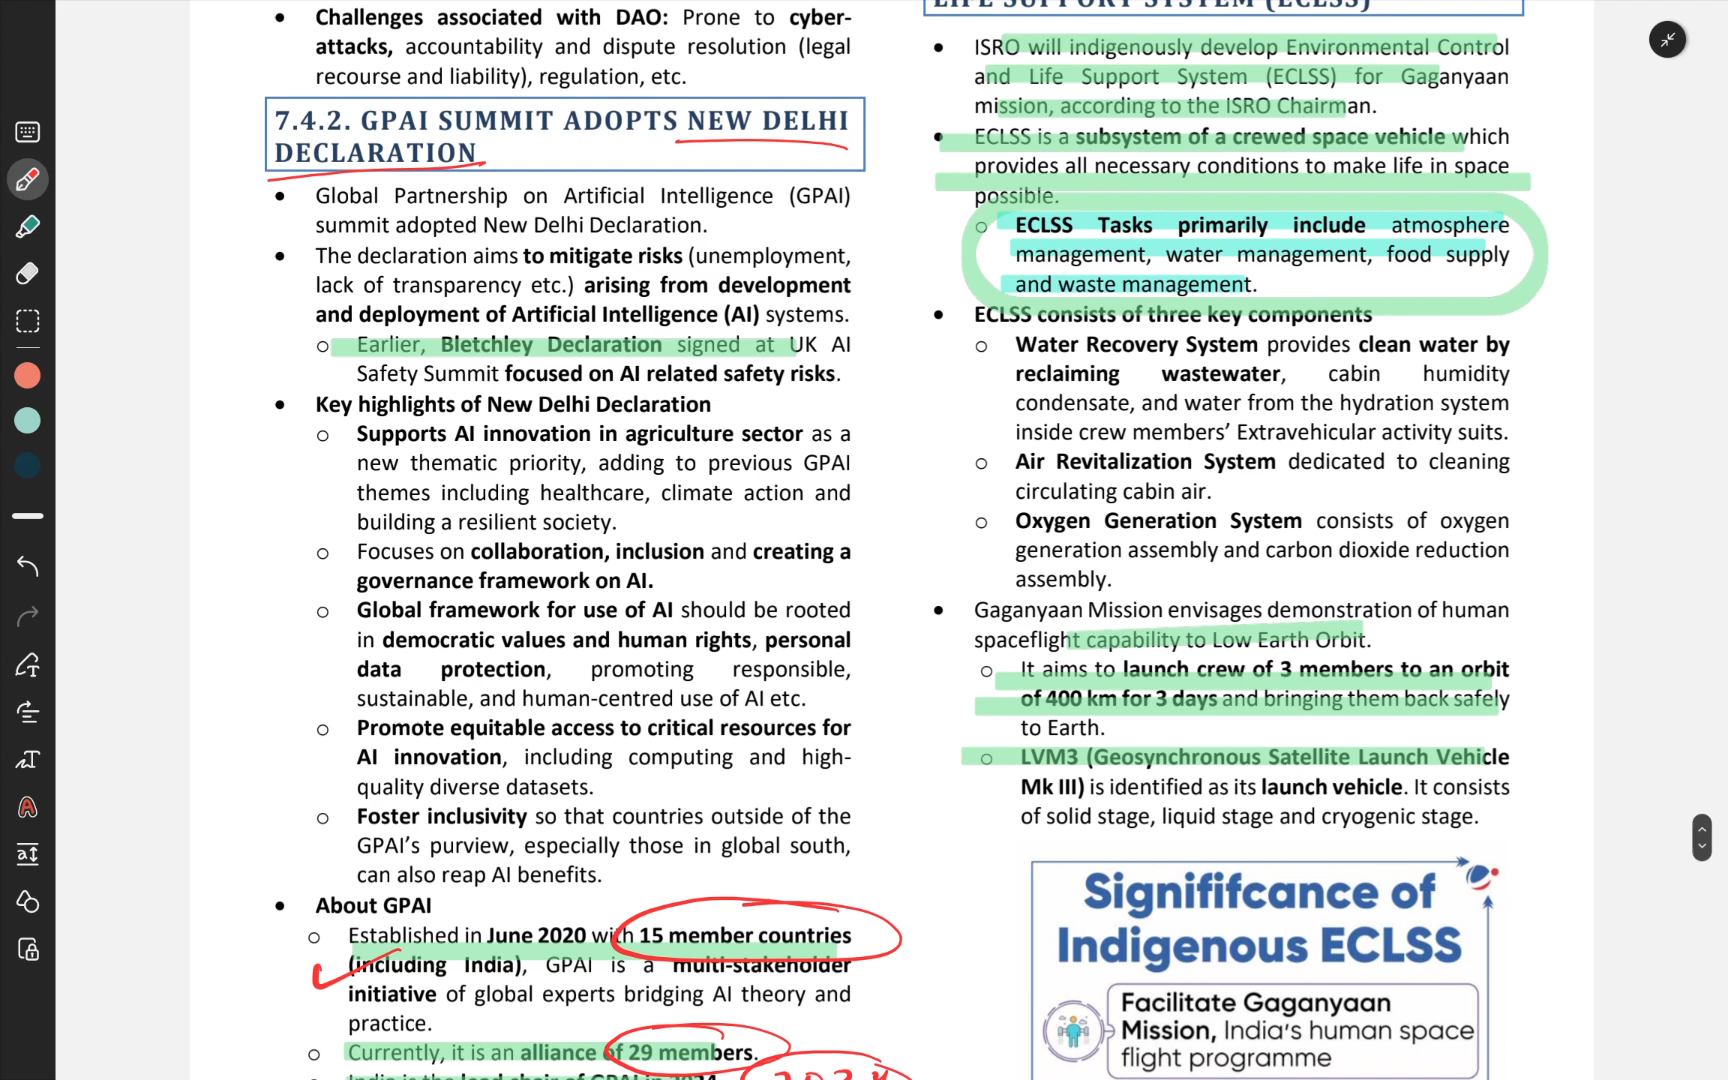 • Challenges associated with DAO: Prone to cyber-
attacks, accountability and dispute resolution (legal
recourse and liability), regulation, etc.
7.4.2. GPAI SUMMIT ADOPTS NEW DELHI
DECLARATION
• Global Partnership on Artificial Intelligence (GPAI)
summit adopted New Delhi Declaration.
• The declaration aims to mitigate risks (unemployment,
lack of transparency etc.) arising from development
and deployment of Artificial Intelligence (AI) systems.
o Earlier, Bletchley Declaration signed at UK AI
Safety Summit focused on AI related safety risks.
• Key highlights of New Delhi Declaration
o Supports AI innovation in agriculture sector as a
new thematic priority, adding to previous GPAI
themes including healthcare, climate action and
building a resilient society.
o Focuses on collaboration, inclusion and creating a
governance framework on AI.
o Global framework for use of AI should be rooted
in democratic values and human rights, personal
data protection, promoting responsible,
sustainable, and human-centred use of AI etc.
o Promote equitable access to critical resources for
AI innovation, including computing and high-
quality diverse datasets.
o Foster inclusivity so that countries outside of the
GPAI's purview, especially those in global south,
can also reap AI benefits.
• About GPAI
o Established in June 2020 with 15 member countries
(including India), GPAI is a multi-stakeholder
initiative of global experts bridging AI theory and
practice.
o Currently, it is an alliance of 29 members.
India is the lead chair of GPAI in 2024
2024
LIFE SUPPORT SYSTEM (ECLSS)
• ISRO will indigenously develop Environmental Control
and Life Support System (ECLSS) for Gaganyaan
mission, according to the ISRO Chairman.
• ECLSS is a subsystem of a crewed space vehicle which
provides all necessary conditions to make life in space
possible.
o ECLSS Tasks primarily include atmosphere
management, water management, food supply
and waste management.
• ECLSS consists of three key components
o Water Recovery System provides clean water by
reclaiming wastewater, cabin humidity
condensate, and water from the hydration system
inside crew members' Extravehicular activity suits.
o Air Revitalization System dedicated to cleaning
circulating cabin air.
o Oxygen Generation System consists of oxygen
generation assembly and carbon dioxide reduction
assembly.
• Gaganyaan Mission envisages demonstration of human
spaceflight capability to Low Earth Orbit.
o It aims to launch crew of 3 members to an orbit
of 400 km for 3 days and bringing them back safely
to Earth.
o LVM3 (Geosynchronous Satellite Launch Vehicle
Mk III) is identified as its launch vehicle. It consists
of solid stage, liquid stage and cryogenic stage.
Signififcance of
Indigenous ECLSS
Facilitate Gaganyaan
Mission, India's human space
flight programme